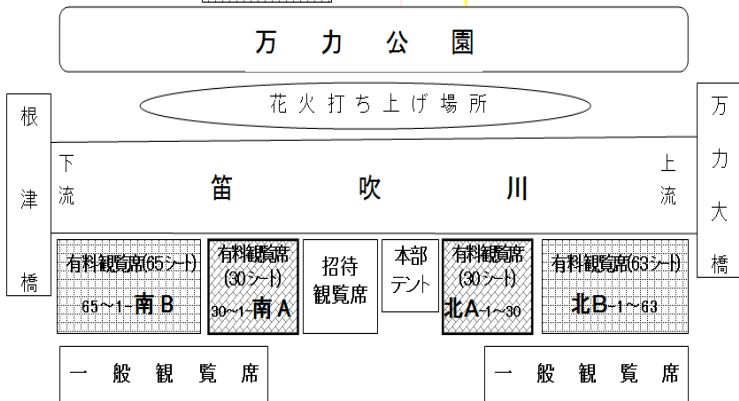 万力公園
花火打ち上げ場所
根津橋
万力大橋
下流
上流
笛吹川
有料観覧席(65シート)
65～1-南B
有料観覧席
(30シート)
30～1-南A
招待
観覧席
本部
テント
有料観覧席
(30シート)
北A-1～30
有料観覧席(63シート)
北B-1～63
一般観覧席
一般観覧席